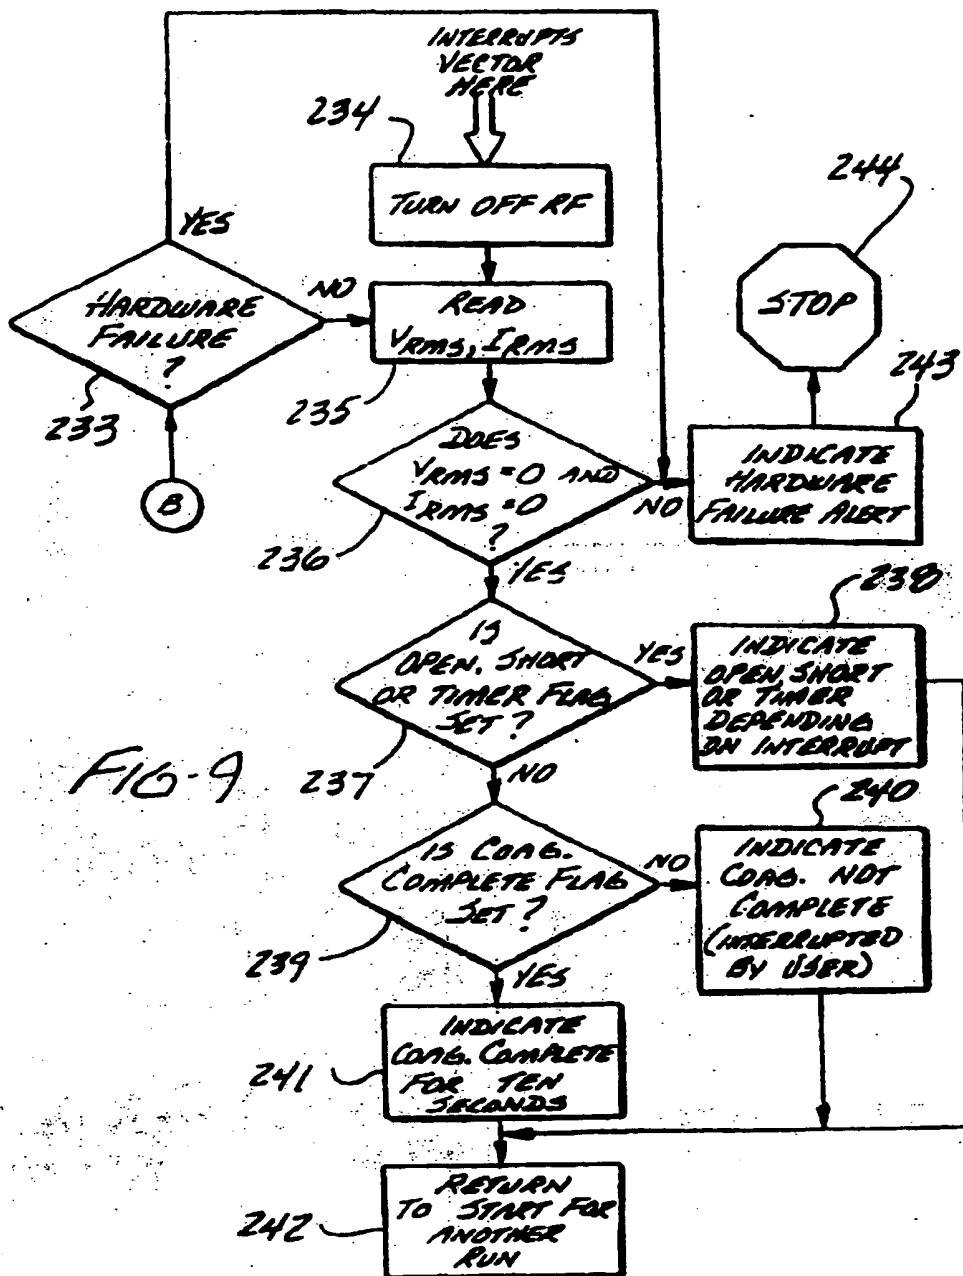 INTERRUPTS
VECTOR
HERE
234
TURN OFF RF
244
STOP
YES
HARDWARE
FAILURE
?
233
NO
READ
VRMS, IRMS
235
B
DOES
VRMS = 0 AND
IRMS = 0
?
236
NO
243
INDICATE
HARDWARE
FAILURE ALERT
YES
IS
OPEN, SHORT
OR TIMER FLAG
SET ?
237
YES
238
INDICATE
OPEN, SHORT
OR TIMER
DEPENDING
ON INTERRUPT
FIG-9
NO
IS COAG.
COMPLETE FLAG
SET ?
239
NO
240
INDICATE
COAG. NOT
COMPLETE
(INTERRUPTED
BY USER)
YES
INDICATE
COAG. COMPLETE
FOR TEN
SECONDS
241
RETURN
TO START FOR
ANOTHER
RUN
242